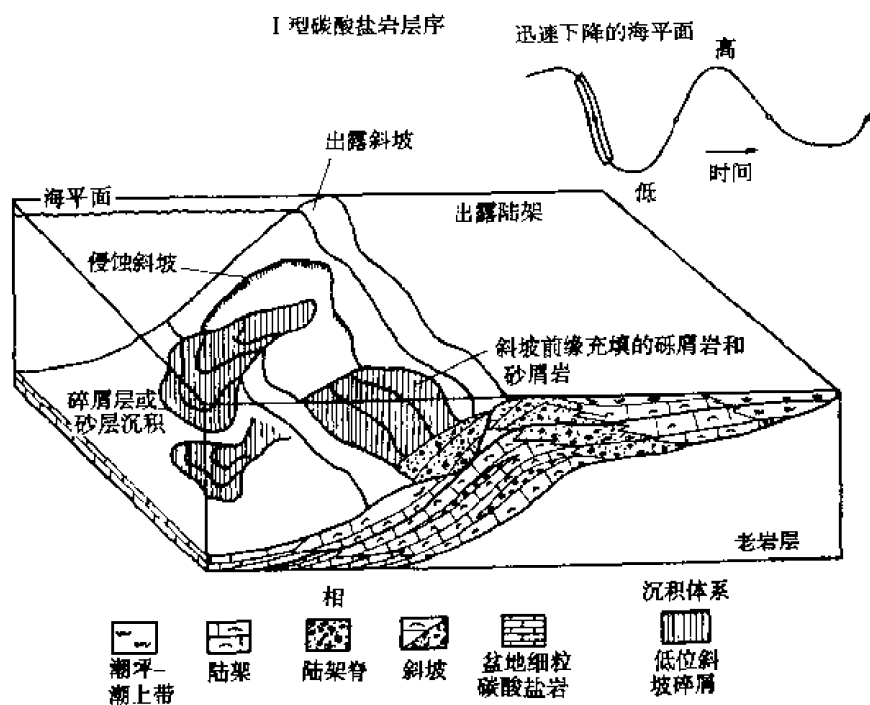 Ⅰ型碳酸盐岩层序
迅速下降的海平面
高
低
时间
出露斜坡
海平面
出露陆架
侵蚀斜坡
斜坡前缘充填的砾屑岩和
砂屑岩
碎屑层或
砂层沉积
老岩层
相
沉积体系
潮坪—
潮上带
陆架
陆架脊
斜坡
盆地细粒
碳酸盐岩
低位斜
坡碎屑